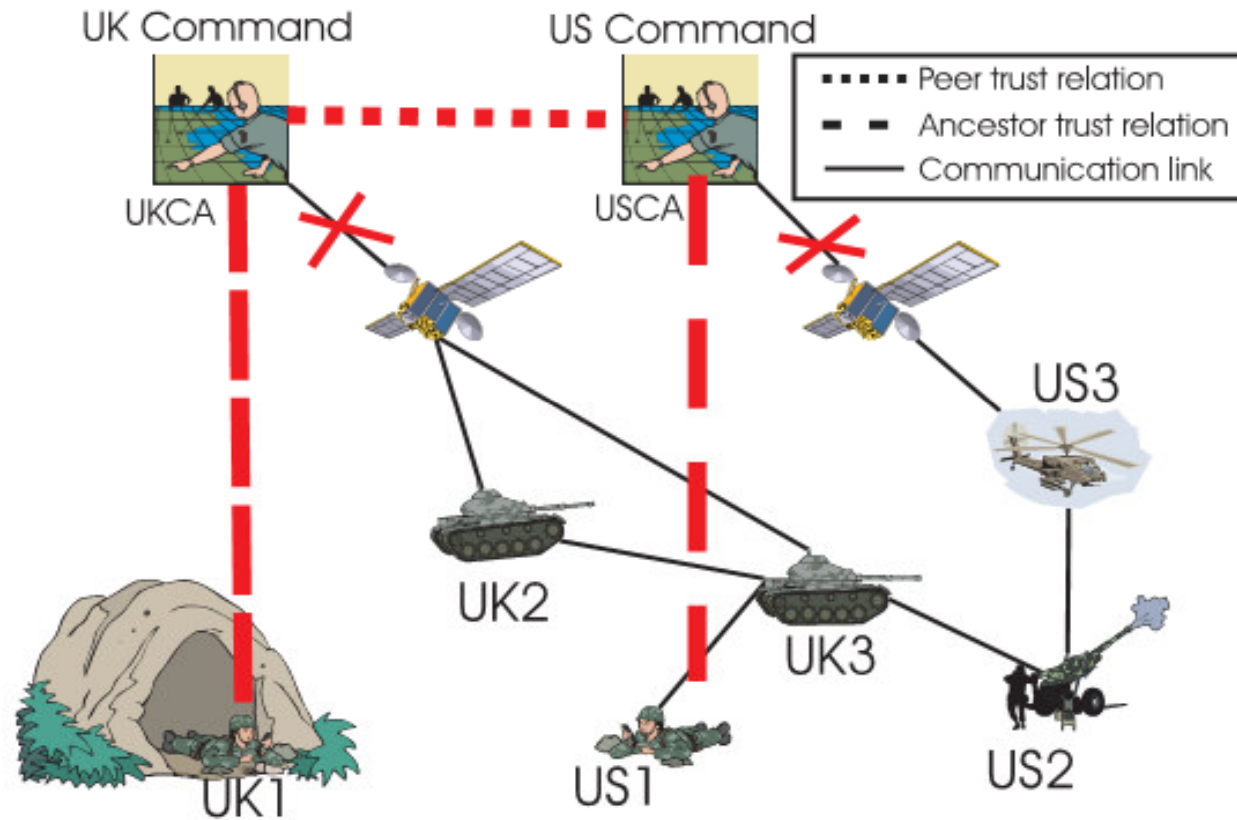 UK Command
US Command
Peer trust relation
Ancestor trust relation
Communication link
UKCA
USCA
US3
UK2
UK3
UK1
US1
US2